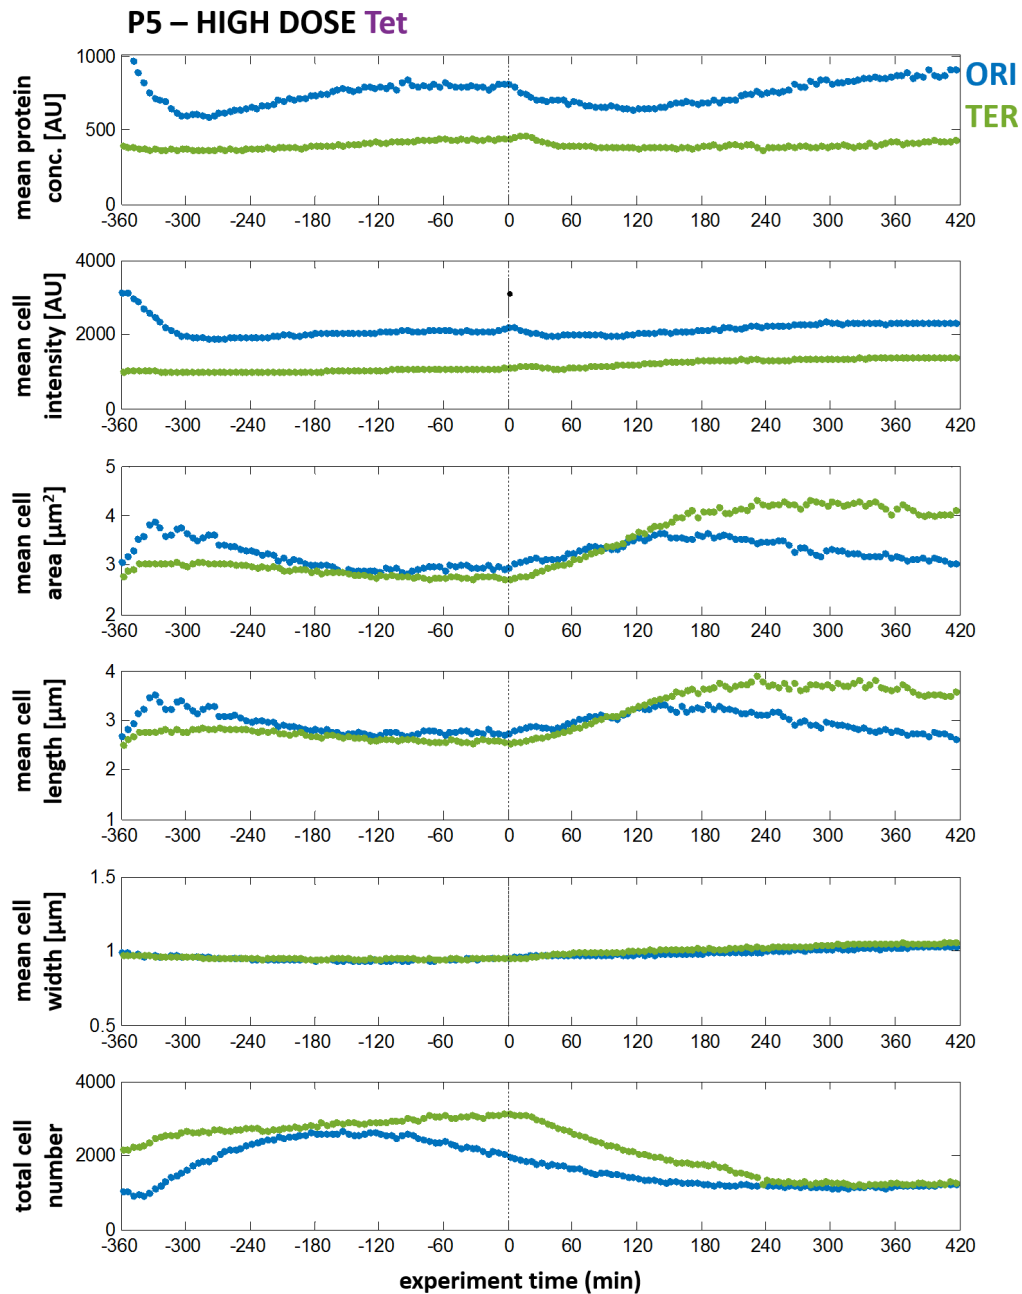 P5 – HIGH DOSE Tet
ORI
TER
mean protein
conc. [AU]
1000
500
0
-360 -300 -240 -180 -120 -60 0 60 120 180 240 300 360 420
mean cell
intensity [AU]
4000
2000
0
-360 -300 -240 -180 -120 -60 0 60 120 180 240 300 360 420
mean cell
area [µm²]
5
4
3
2
-360 -300 -240 -180 -120 -60 0 60 120 180 240 300 360 420
mean cell
length [µm]
4
3
2
1
-360 -300 -240 -180 -120 -60 0 60 120 180 240 300 360 420
mean cell
width [µm]
1.5
1
0.5
-360 -300 -240 -180 -120 -60 0 60 120 180 240 300 360 420
total cell
number
4000
2000
0
-360 -300 -240 -180 -120 -60 0 60 120 180 240 300 360 420
experiment time (min)